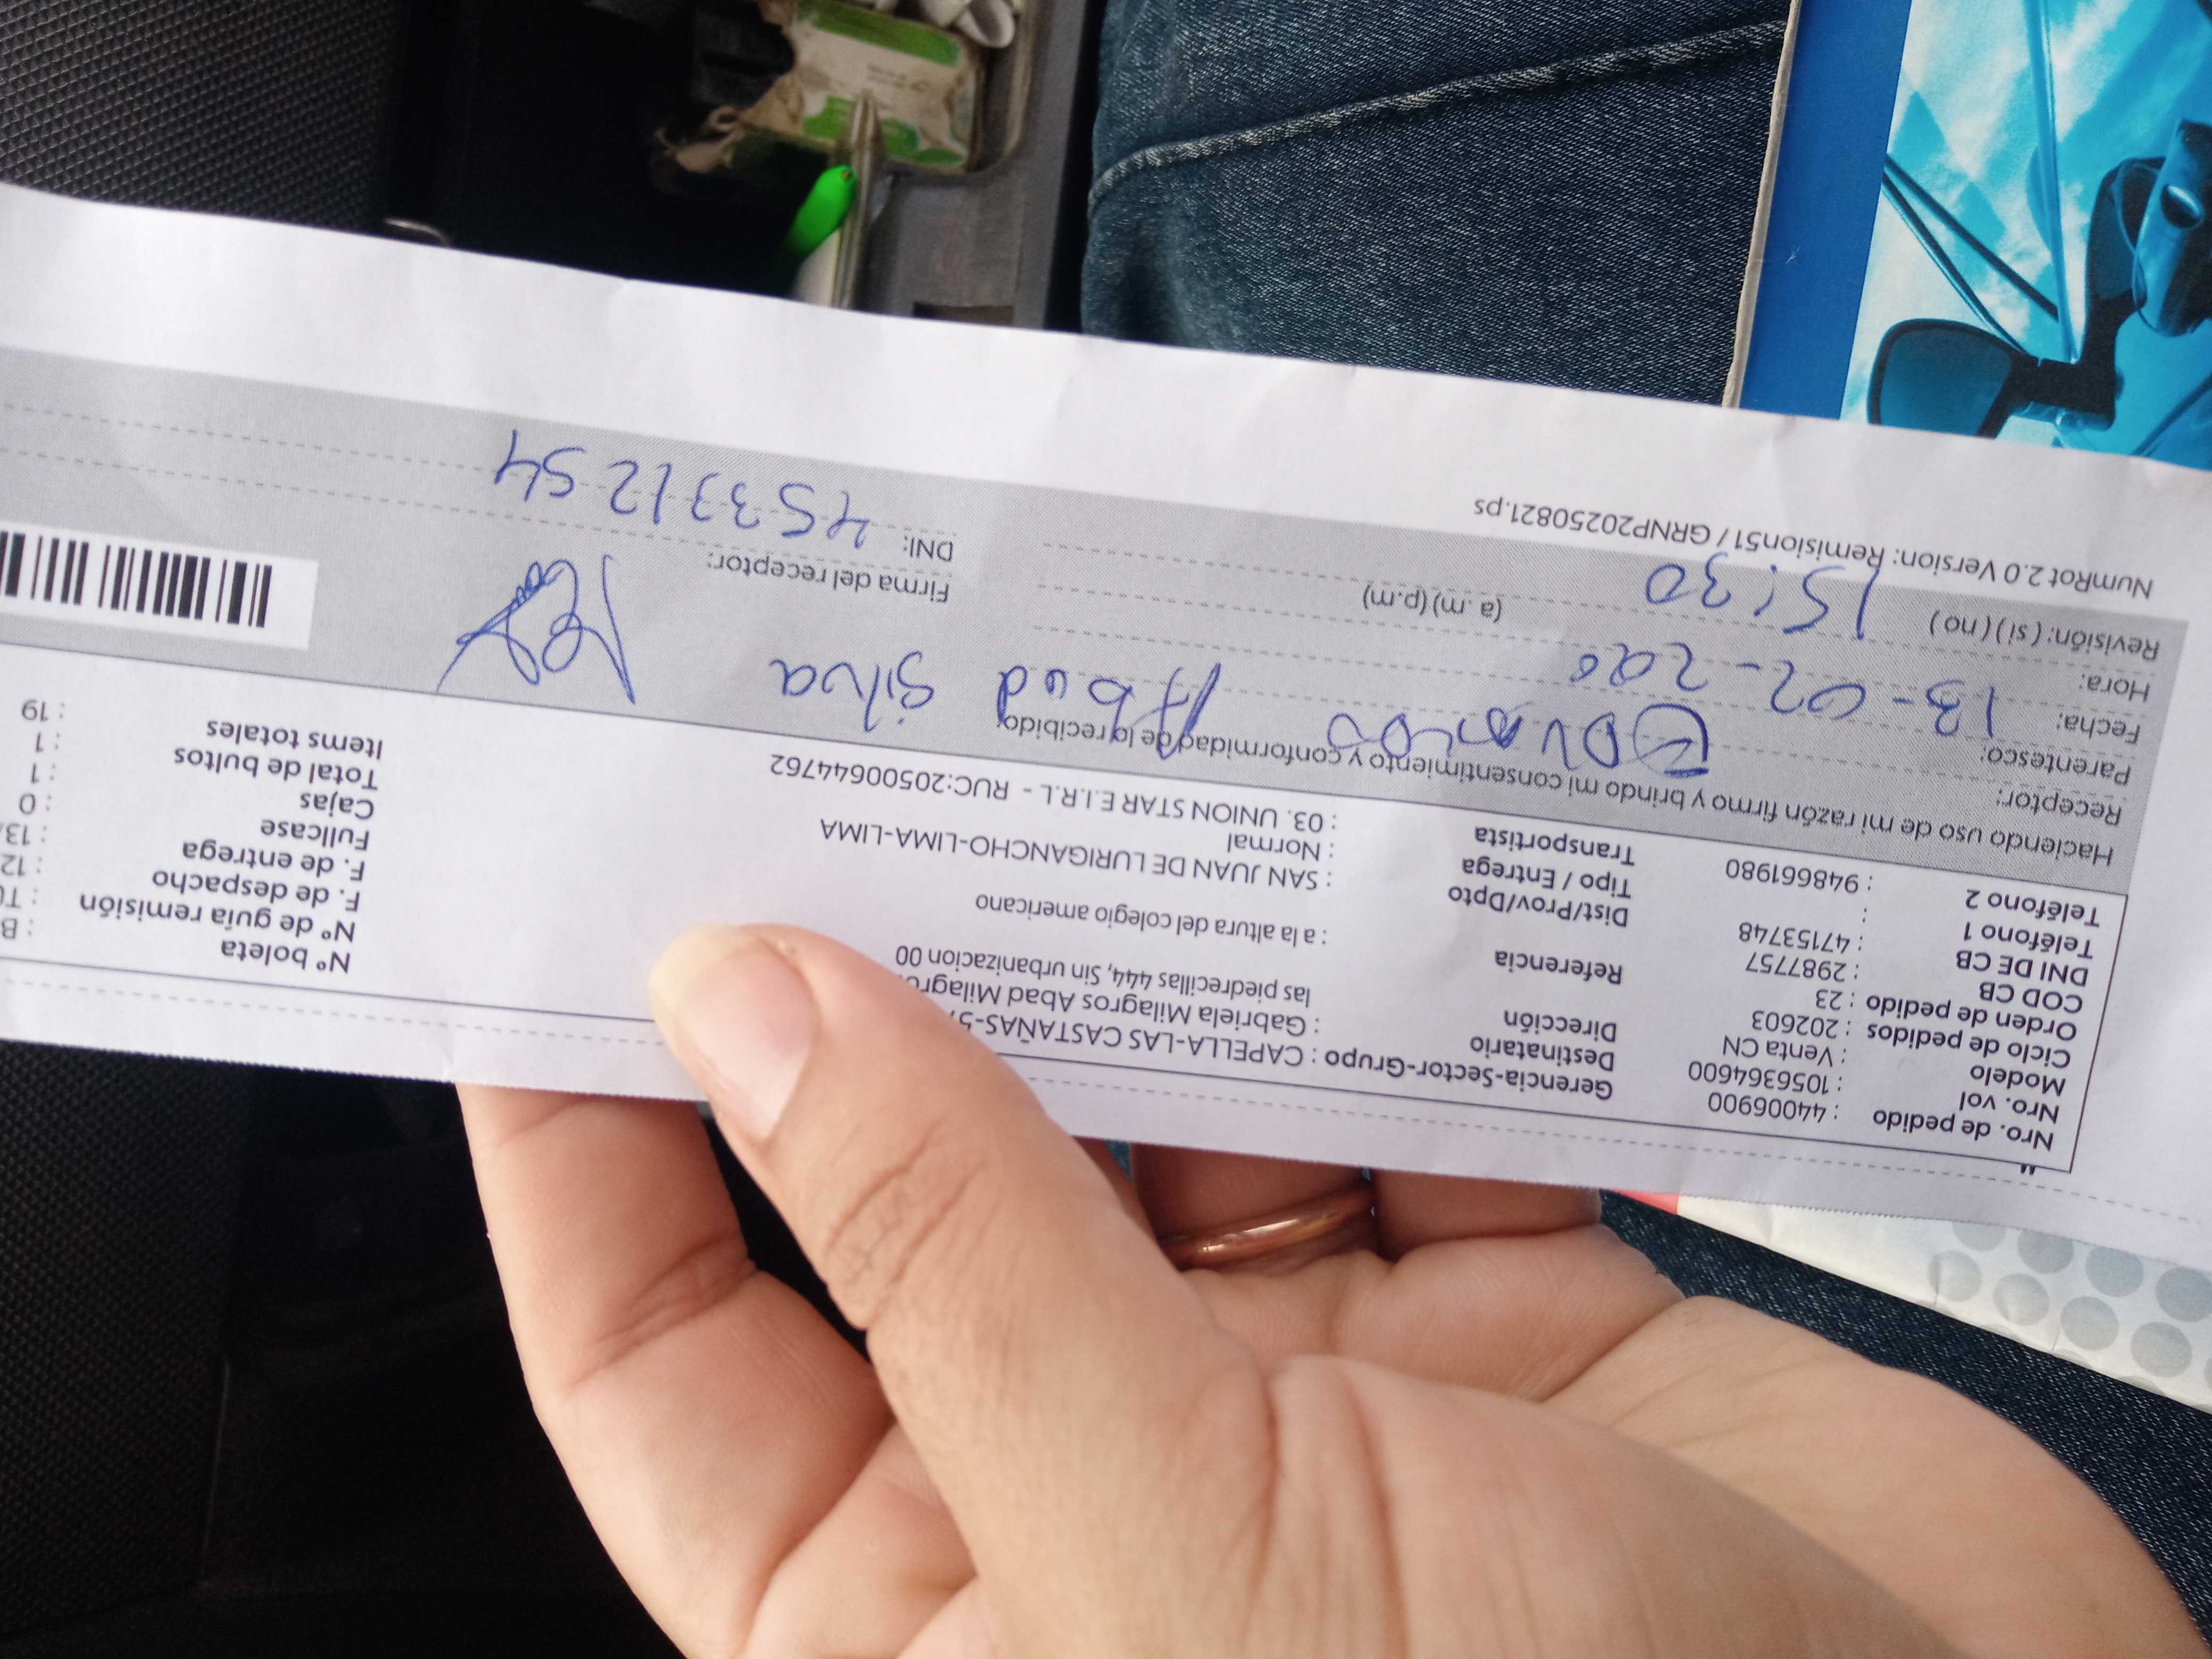 Nro. de pedido : 44006900
Nro. vol : 1056364600
Modelo : Venta CN
Ciclo de pedidos : 202603
Orden de pedido : 23
COD CB : 2987757
DNI DE CB : 47153748
Teléfono 1 :
Teléfono 2 : 948661980
Gerencia-Sector-Grupo : CAPELLA-LAS CASTAÑAS-5
Destinatario : Gabriela Milagros Abad Milagro
Dirección las piedrecillas 444, Sin urbanizacion 00
Referencia : a la altura del colegio americano
Dist/Prov/Dpto : SAN JUAN DE LURIGANCHO-LIMA-LIMA
Tipo / Entrega : Normal
Transportista : 03. UNION STAR E.I.R.L - RUC:20500644762
Nº boleta : B
Nº de guía remisión : T
F. de despacho : 12
F. de entrega : 13
Fullcase : 0
Cajas : 1
Total de bultos : 1
Items totales : 19
Haciendo uso de mi razón firmo y brindo mi consentimiento y conformidad de lo recibido:
Receptor: Abad Silva
Parentesco:
Fecha: 13-02-
Hora: 15:30 (a.m)(p.m)
Revisión: (si)(no)
Firma del receptor:
DNI: 45331254
NumRot 2.0 Version: Remision51 / GRNP20250821.ps